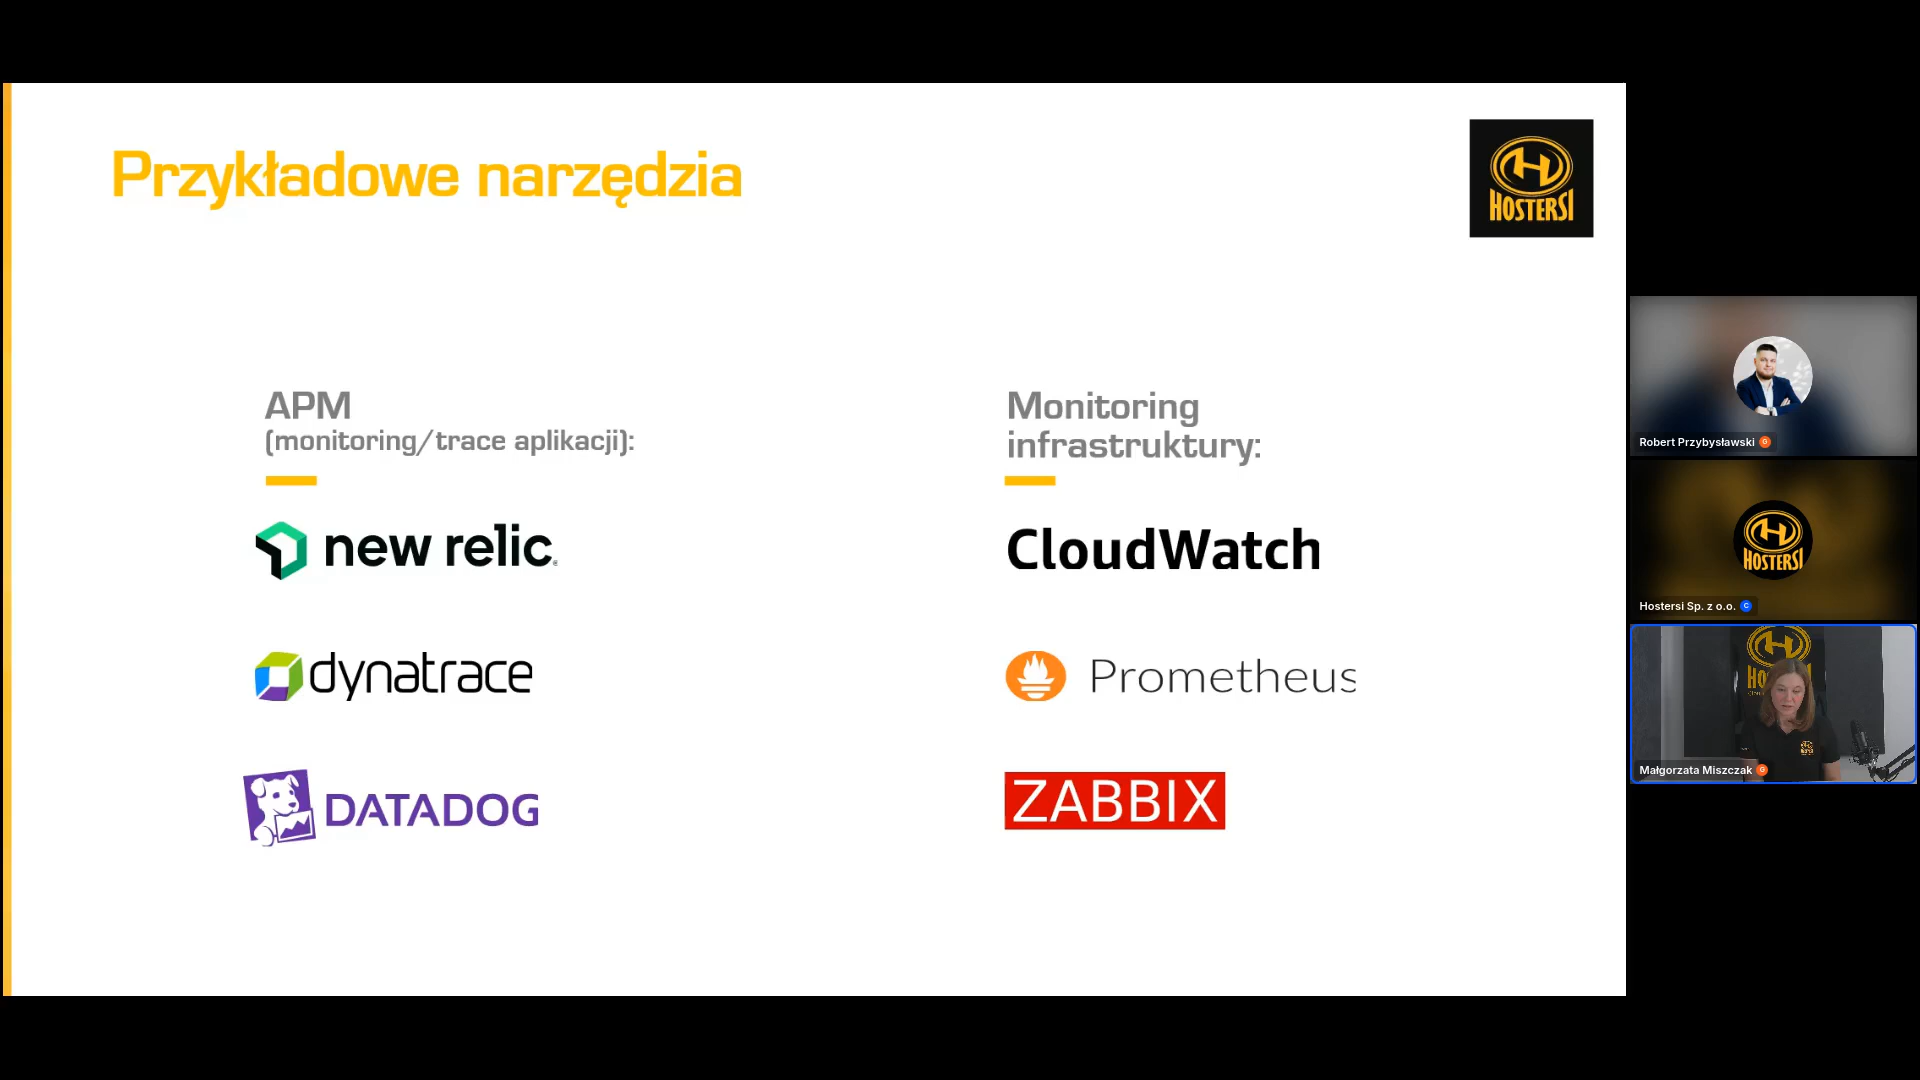 Przykładowe narzędzia
HOSTERSI
APM
(monitoring/trace aplikacji):
new relic
dynatrace
DATADOG
Monitoring
infrastruktury:
CloudWatch
Prometheus
ZABBIX
Robert Przybysławski G
HOSTERSI
Hostersi Sp. z o.o. C
Małgorzata Miszczak G